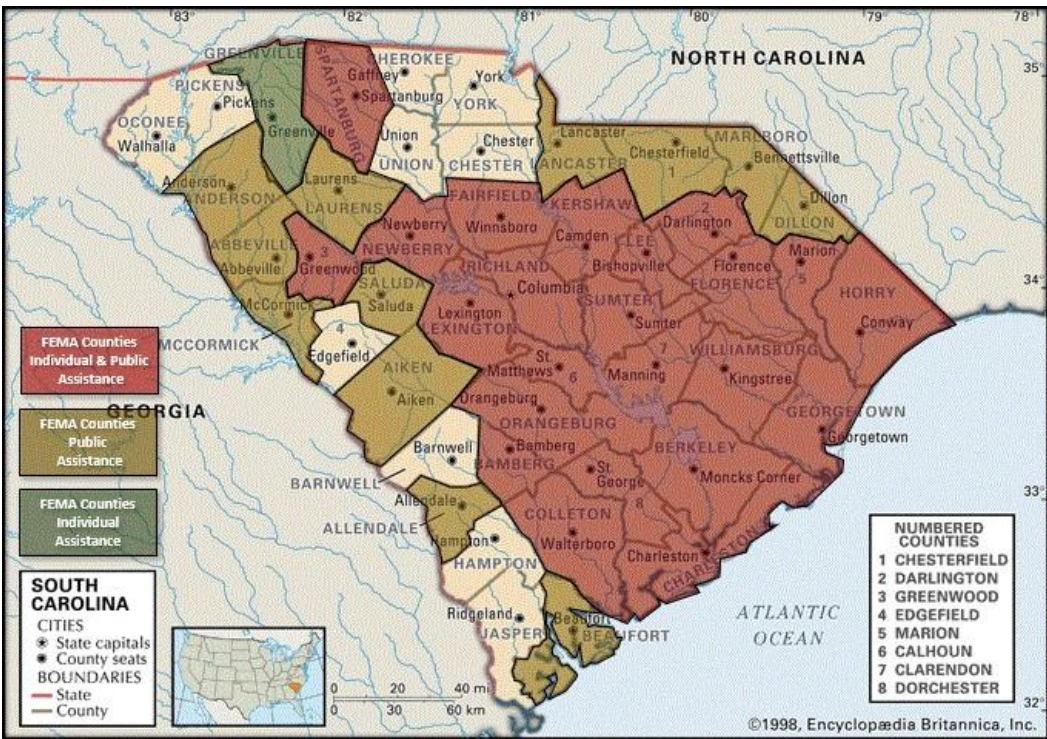 83°
82
81
80
79
78°
35°
34°
33°
32°
NORTH CAROLINA
GREENVILLE
SPARTANBURG
CHEROKEE
Gaffney
York
YORK
PICKENS
Pickens
Spartanburg
OCONEE
Walhalla
Greenville
Union
UNION
Chester
CHESTER
Lancaster
LANCASTER
Chesterfield
1
MARLBORO
Bennettsville
Dillon
DILLON
Anderson
ANDERSON
Laurens
LAURENS
Newberry
NEWBERRY
FAIRFIELD
Winnsboro
KERSHAW
Camden
LEE
Bishopville
2
Darlington
Florence
FLORENCE
Marion
5
HORRY
Conway
ABBEVILLE
Abbeville
3
Greenwood
SALUDA
Saluda
RICHLAND
Columbia
Lexington
LEXINGTON
SUMTER
Sumter
McCormick
MCCORMICK
4
Edgefield
AIKEN
Aiken
St.
Matthews
6
7
Manning
WILLIAMSBURG
Kingstree
Orangeburg
ORANGEBURG
GEORGETOWN
Georgetown
GEORGIA
Barnwell
BARNWELL
Bamberg
BAMBERG
BERKELEY
Moncks Corner
St.
George
8
Allendale
ALLENDALE
COLLETON
Walterboro
Charleston
CHARLESTON
Hampton
HAMPTON
Ridgeland
JASPER
Beaufort
BEAUFORT
ATLANTIC
OCEAN
FEMA Counties
Individual & Public
Assistance
FEMA Counties
Public
Assistance
FEMA Counties
Individual
Assistance
SOUTH
CAROLINA
CITIES
State capitals
County seats
BOUNDARIES
State
County
0 20 40 mi
0 30 60 km
NUMBERED
COUNTIES
1 CHESTERFIELD
2 DARLINGTON
3 GREENWOOD
4 EDGEFIELD
5 MARION
6 CALHOUN
7 CLARENDON
8 DORCHESTER
©1998, Encyclopædia Britannica, Inc.